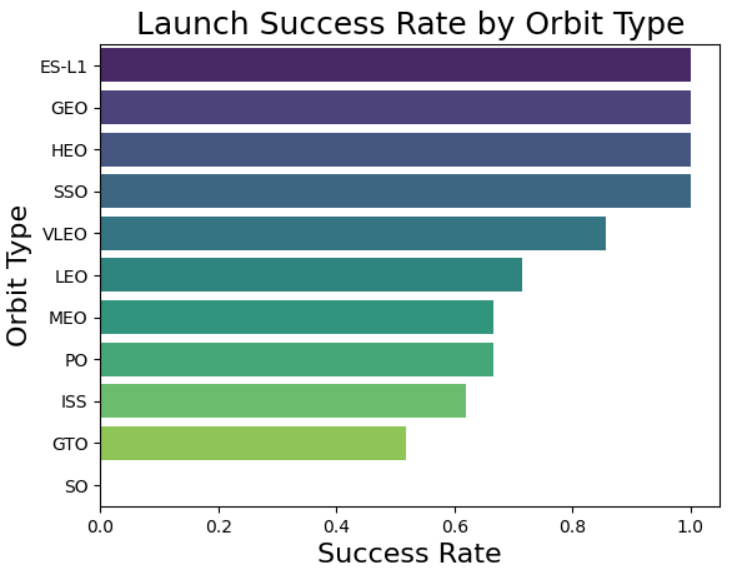 Launch Success Rate by Orbit Type
ES-L1
GEO
HEO
SSO
VLEO
LEO
MEO
PO
ISS
GTO
SO
Orbit Type
0.0 0.2 0.4 0.6 0.8 1.0
Success Rate